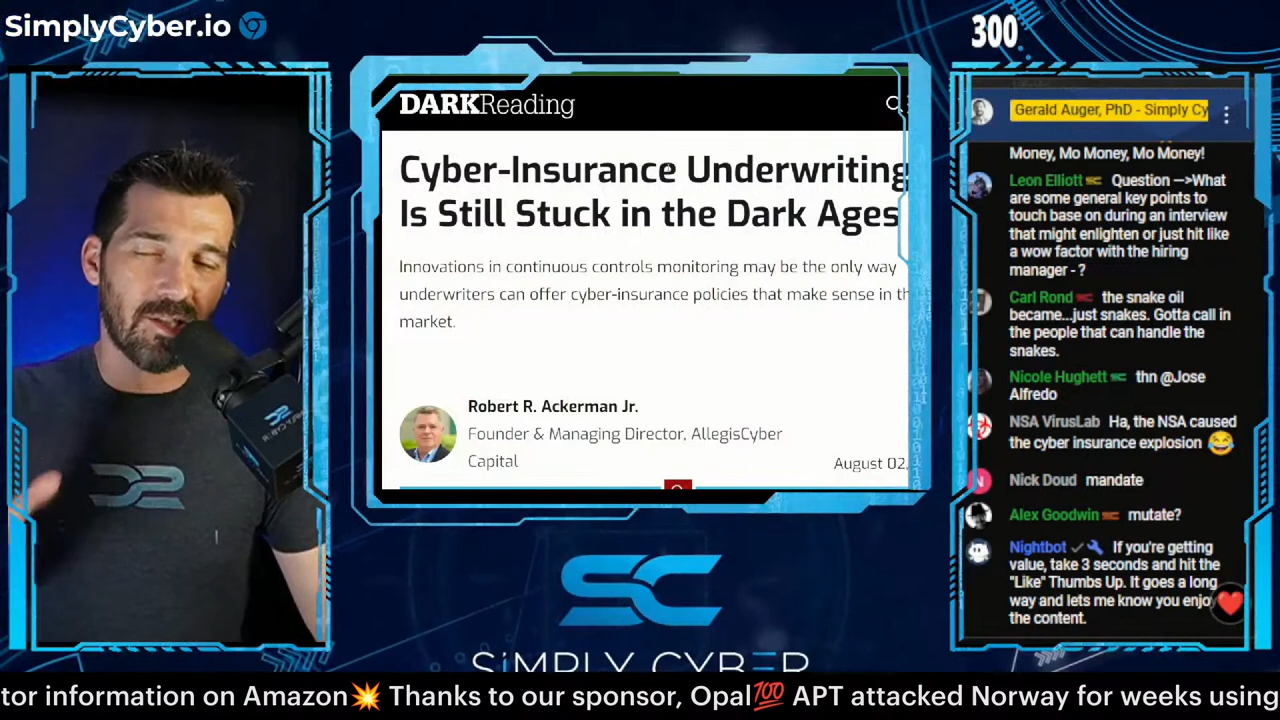 SimplyCyber.io
300
DARKReading
Cyber-Insurance Underwriting
Is Still Stuck in the Dark Ages
Innovations in continuous controls monitoring may be the only way
underwriters can offer cyber-insurance policies that make sense in th
market.
Robert R. Ackerman Jr.
Founder & Managing Director, AllegisCyber
Capital
August 02,
Gerald Auger, PhD - Simply Cy
Money, Mo Money, Mo Money!
Leon Elliott Question —>What
are some general key points to
touch base on during an interview
that might enlighten or just hit like
a wow factor with the hiring
manager - ?
Carl Rond the snake oil
became...just snakes. Gotta call in
the people that can handle the
snakes.
Nicole Hughett thn @Jose
Alfredo
NSA VirusLab Ha, the NSA caused
the cyber insurance explosion 😂
Nick Doud mandate
Alex Goodwin mutate?
Nightbot If you're getting
value, take 3 seconds and hit the
"Like" Thumbs Up. It goes a long
way and lets me know you enjoy
the content.
SC
SIMPLY CYBER
tor information on Amazon💥 Thanks to our sponsor, Opal💯 APT attacked Norway for weeks using